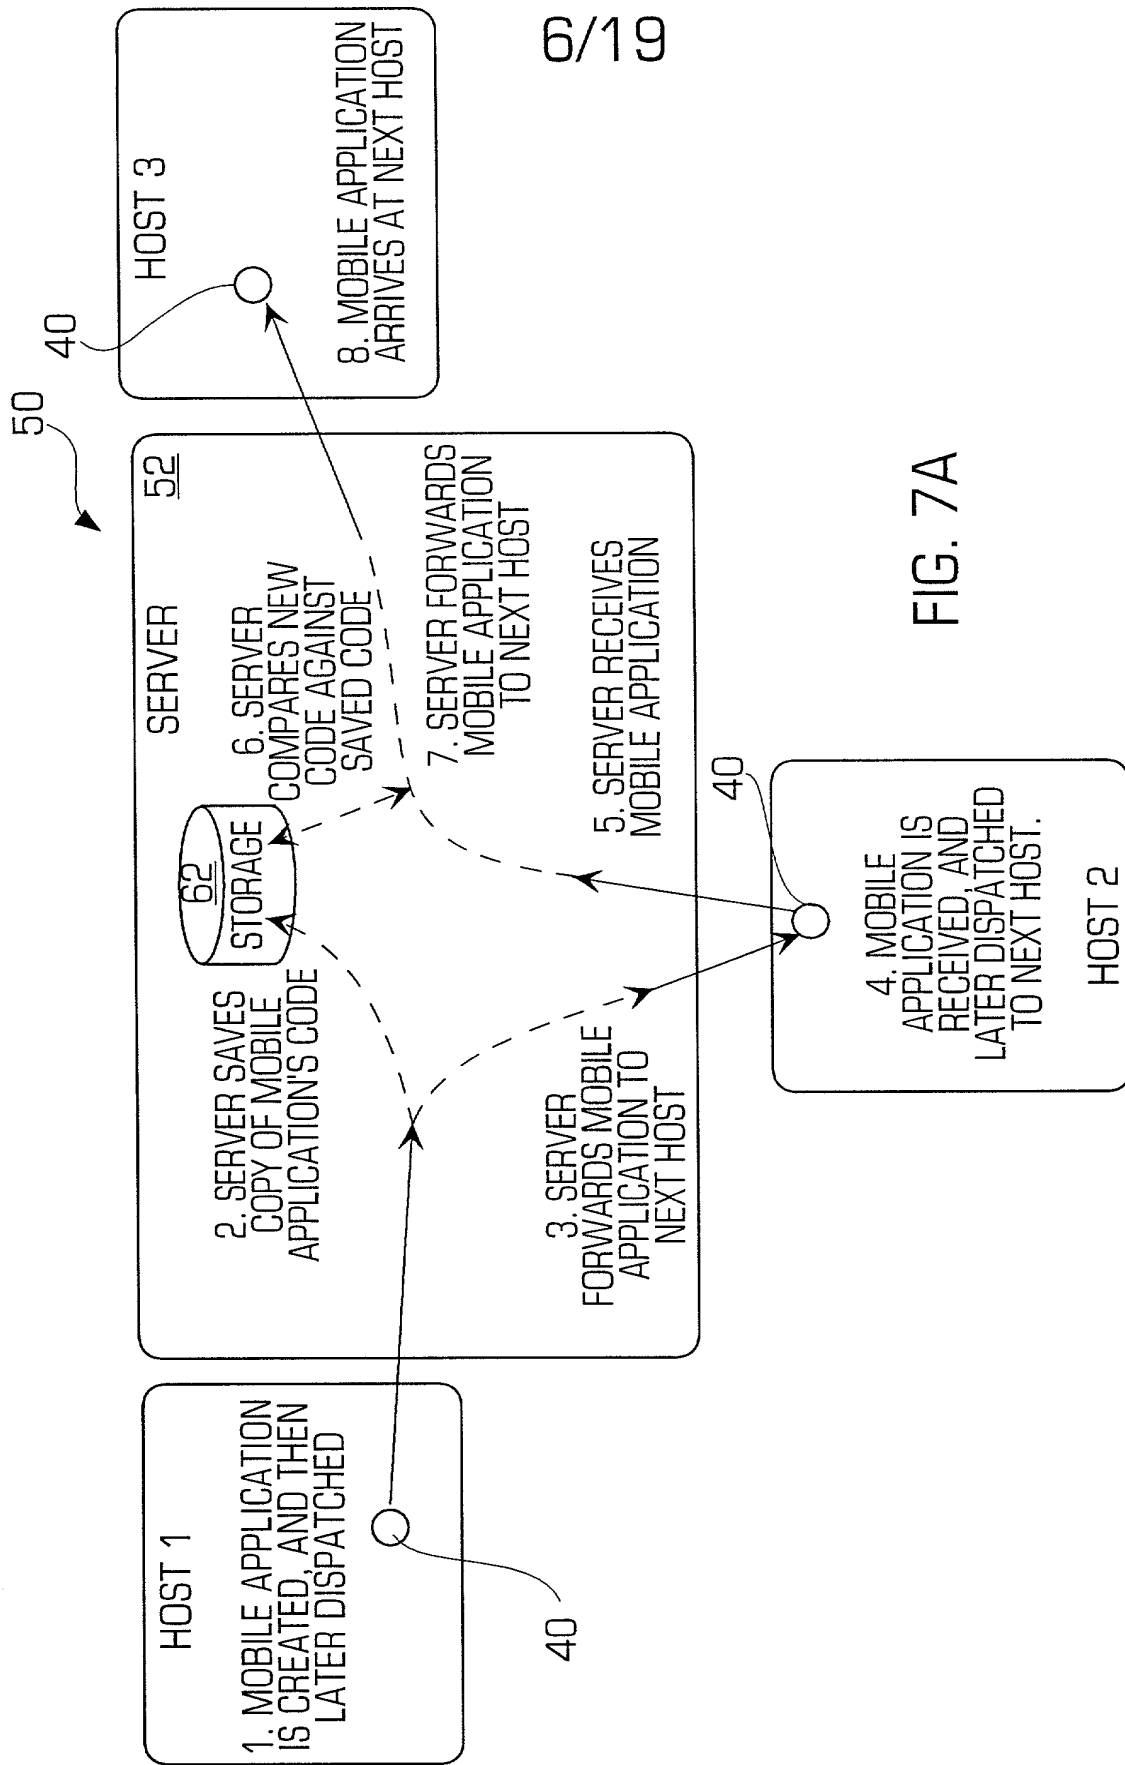 6/19
50
HOST 1
1. MOBILE APPLICATION
IS CREATED, AND THEN
LATER DISPATCHED
40
SERVER
52
2. SERVER SAVES
COPY OF MOBILE
APPLICATION'S CODE
62
STORAGE
3. SERVER
FORWARDS MOBILE
APPLICATION TO
NEXT HOST
40
4. MOBILE
APPLICATION IS
RECEIVED, AND
LATER DISPATCHED
TO NEXT HOST.
HOST 2
5. SERVER RECEIVES
MOBILE APPLICATION
6. SERVER
COMPARES NEW
CODE AGAINST
SAVED CODE
7. SERVER FORWARDS
MOBILE APPLICATION
TO NEXT HOST
HOST 3
40
8. MOBILE APPLICATION
ARRIVES AT NEXT HOST
FIG. 7A